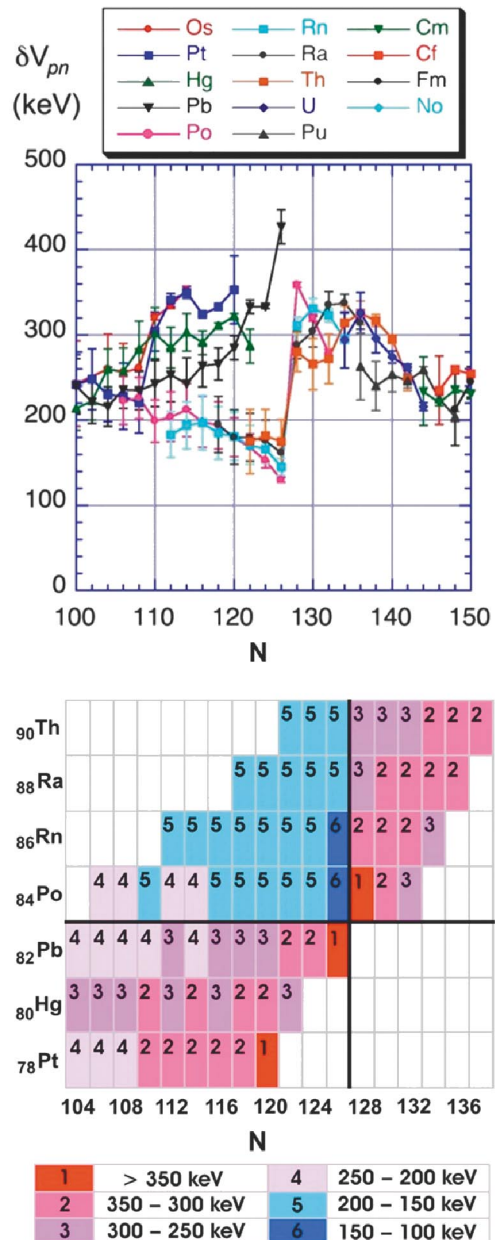 δVpn
(keV)
Os Rn Cm
Pt Ra Cf
Hg Th Fm
Pb U No
Po Pu
500
400
300
200
100
0
100 110 120 130 140 150
N
90Th 5 5 5 3 3 3 2 2 2
88Ra 5 5 5 5 5 3 2 2 2 2
86Rn 5 5 5 5 5 5 5 6 2 2 2 3
84Po 4 4 5 4 4 5 5 5 5 5 6 1 2 3
82Pb 4 4 4 4 3 4 3 3 3 2 2 1
80Hg 3 3 3 2 3 2 3 2 2 3
78Pt 4 4 4 2 2 2 2 2 1
104 108 112 116 120 124 128 132 136
N
1 > 350 keV 4 250 – 200 keV
2 350 – 300 keV 5 200 – 150 keV
3 300 – 250 keV 6 150 – 100 keV